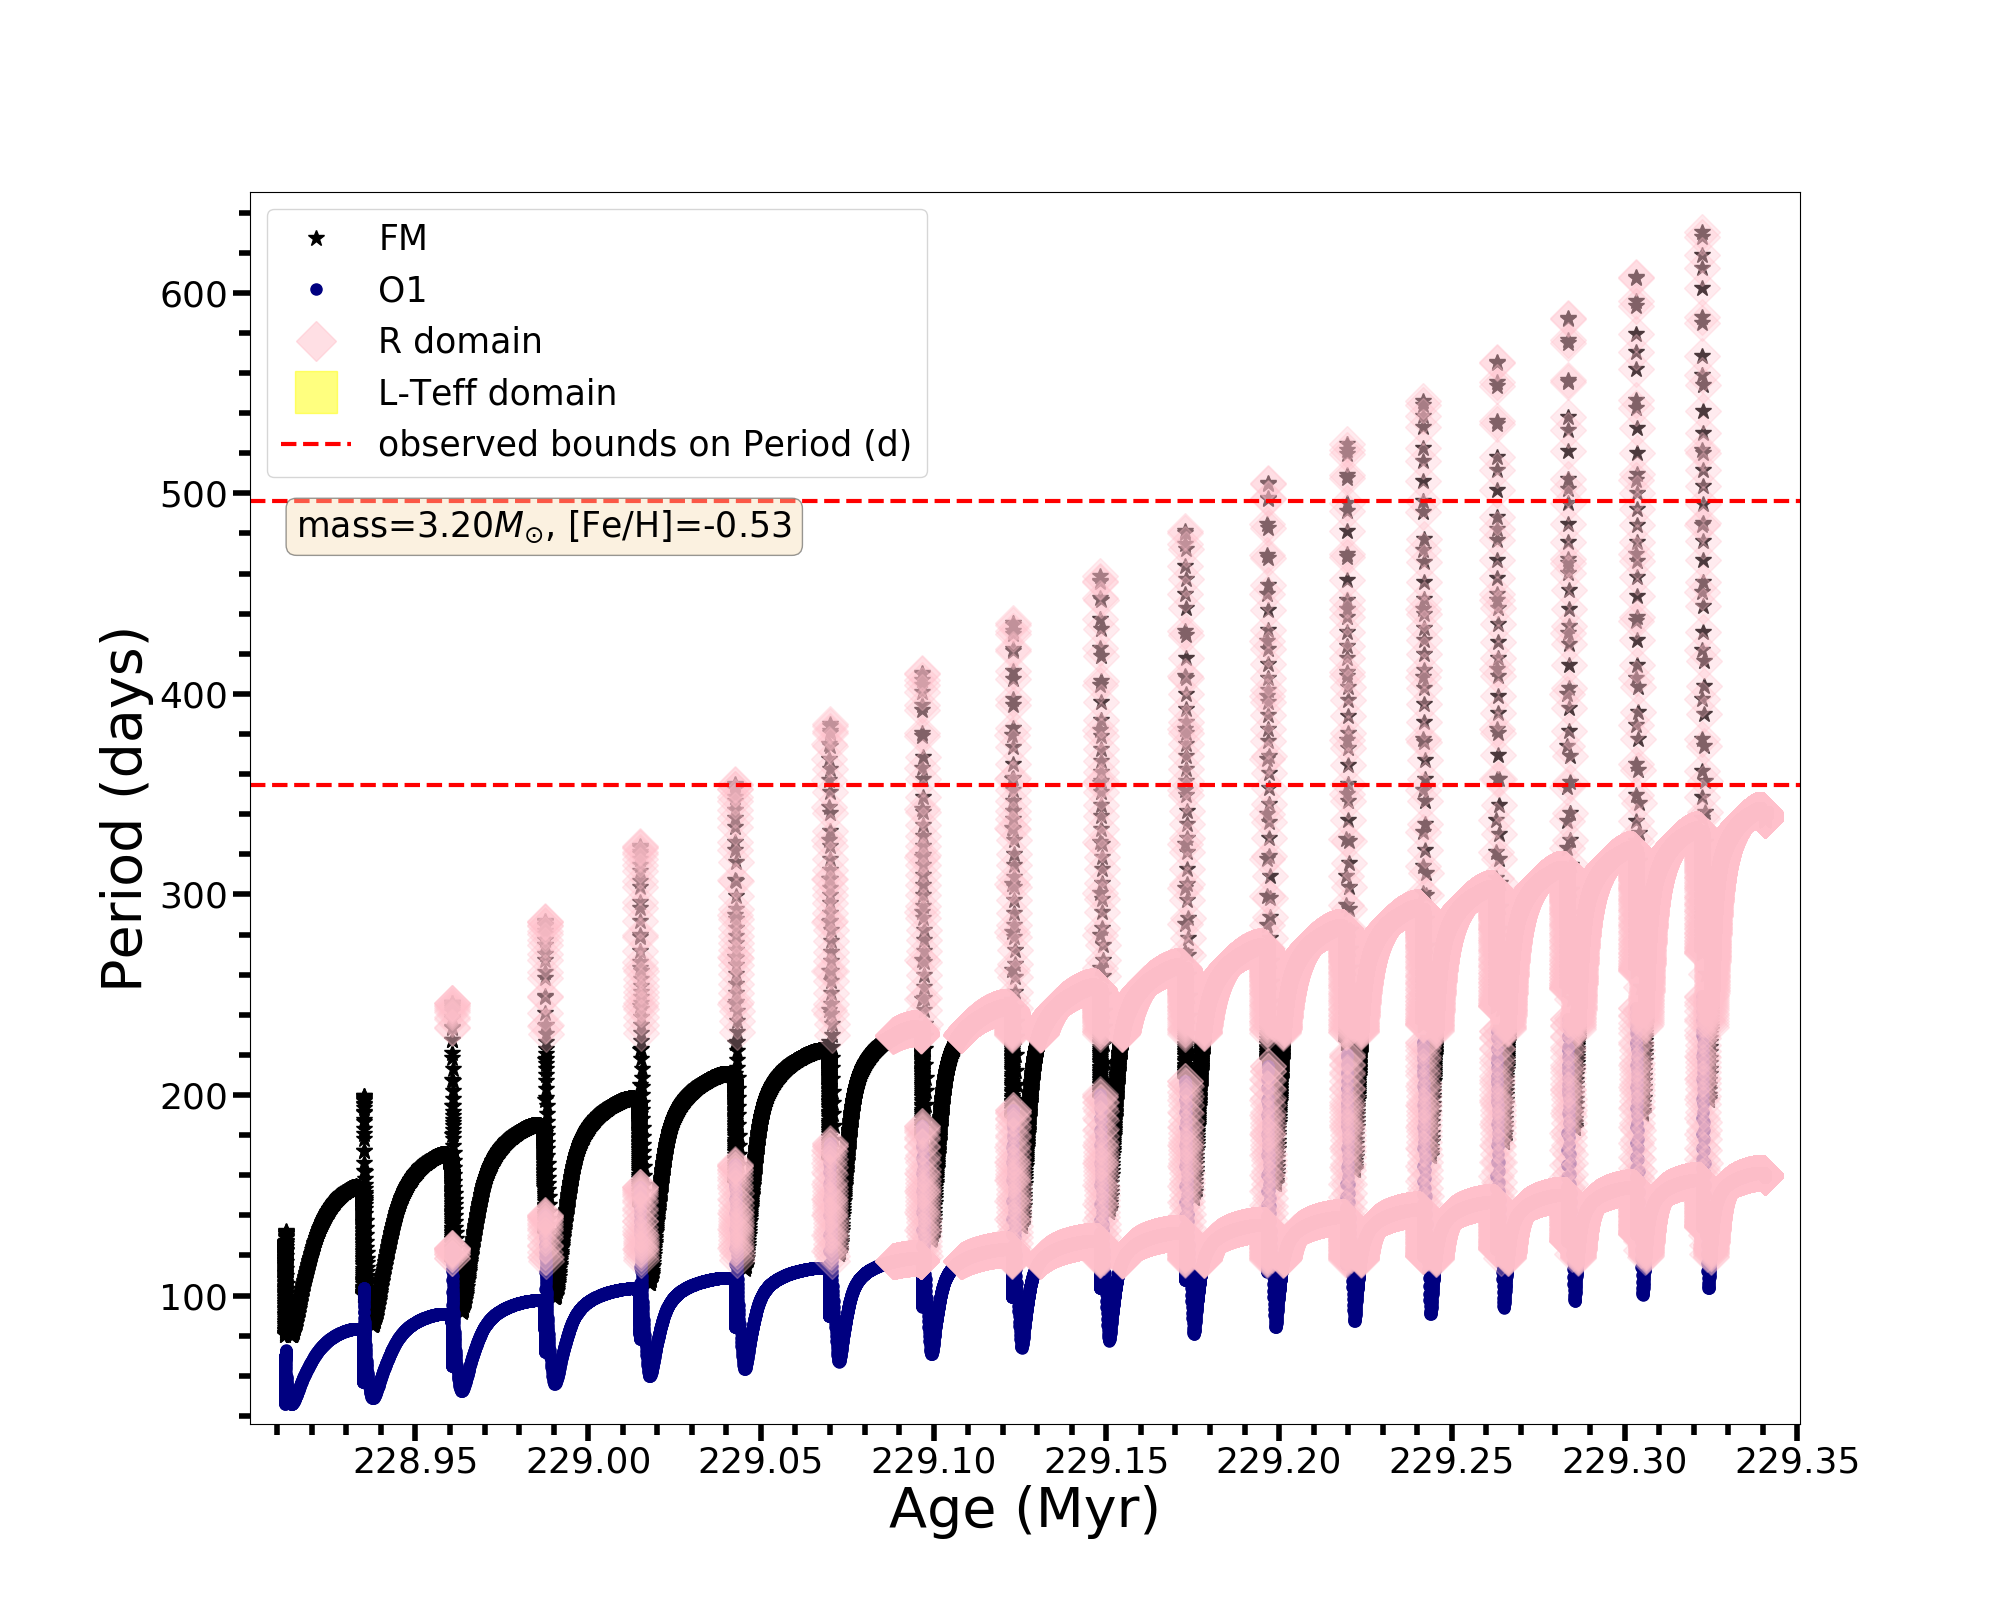 FM
O1
R domain
L-Teff domain
observed bounds on Period (d)
mass=3.20M⊙, [Fe/H]=-0.53
600
500
400
300
200
100
Period (days)
228.95 229.00 229.05 229.10 229.15 229.20 229.25 229.30 229.35
Age (Myr)